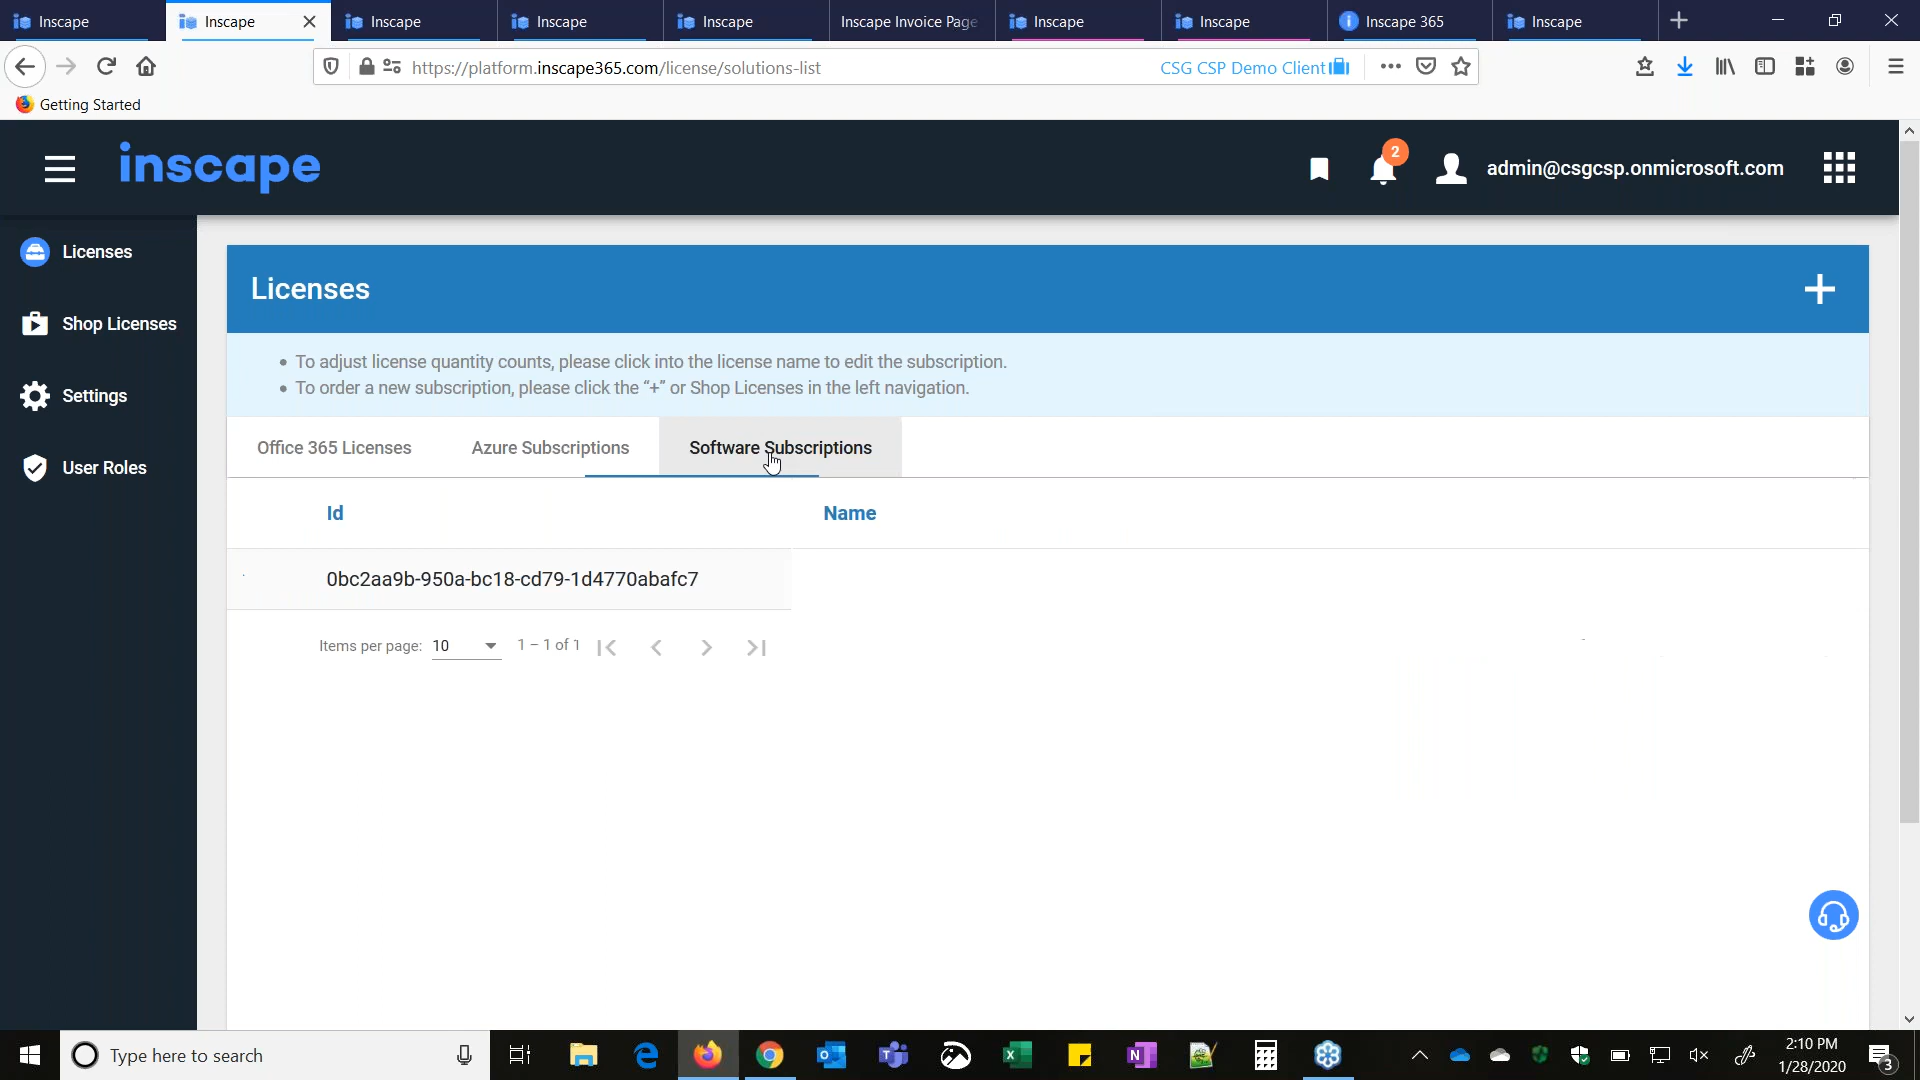 Inscape Inscape Inscape Inscape Inscape Inscape Invoice Page Inscape Inscape Inscape 365 Inscape
https://platform.inscape365.com/license/solutions-list CSG CSP Demo Client
Getting Started
inscape 2 admin@csgcsp.onmicrosoft.com
Licenses
Shop Licenses
Settings
User Roles
Licenses
• To adjust license quantity counts, please click into the license name to edit the subscription.
• To order a new subscription, please click the “+” or Shop Licenses in the left navigation.
Office 365 Licenses Azure Subscriptions Software Subscriptions
Id Name
0bc2aa9b-950a-bc18-cd79-1d4770abafc7
Items per page: 10 1 – 1 of 1
Type here to search
2:10 PM
1/28/2020
3